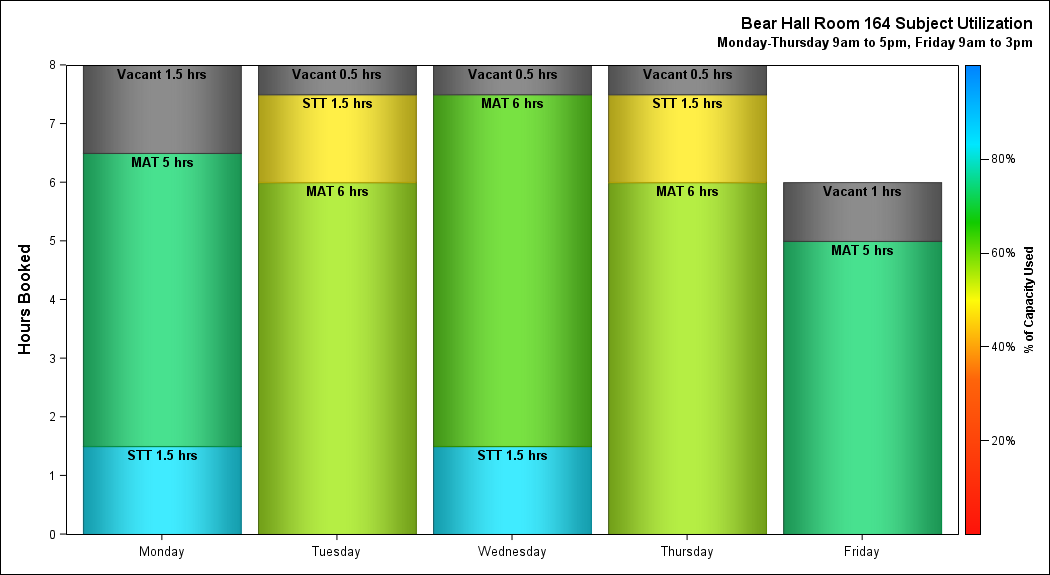 Bear Hall Room 164 Subject Utilization
Monday-Thursday 9am to 5pm, Friday 9am to 3pm
Hours Booked
8
7
6
5
4
3
2
1
0
Vacant 1.5 hrs
MAT 5 hrs
STT 1.5 hrs
Vacant 0.5 hrs
STT 1.5 hrs
MAT 6 hrs
Vacant 0.5 hrs
MAT 6 hrs
STT 1.5 hrs
Vacant 0.5 hrs
STT 1.5 hrs
MAT 6 hrs
Vacant 1 hrs
MAT 5 hrs
Monday
Tuesday
Wednesday
Thursday
Friday
80%
60%
40%
20%
% of Capacity Used